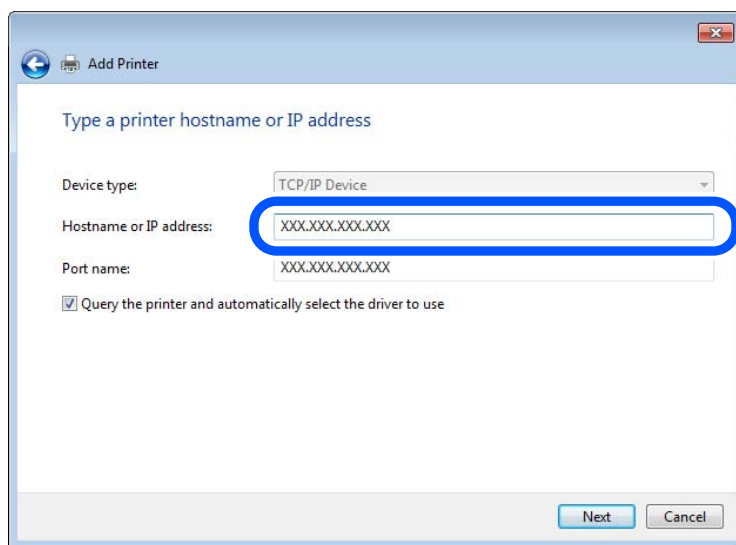 Add Printer
Type a printer hostname or IP address
Device type: TCP/IP Device
Hostname or IP address: XXX.XXX.XXX.XXX
Port name: XXX.XXX.XXX.XXX
Query the printer and automatically select the driver to use
Next Cancel